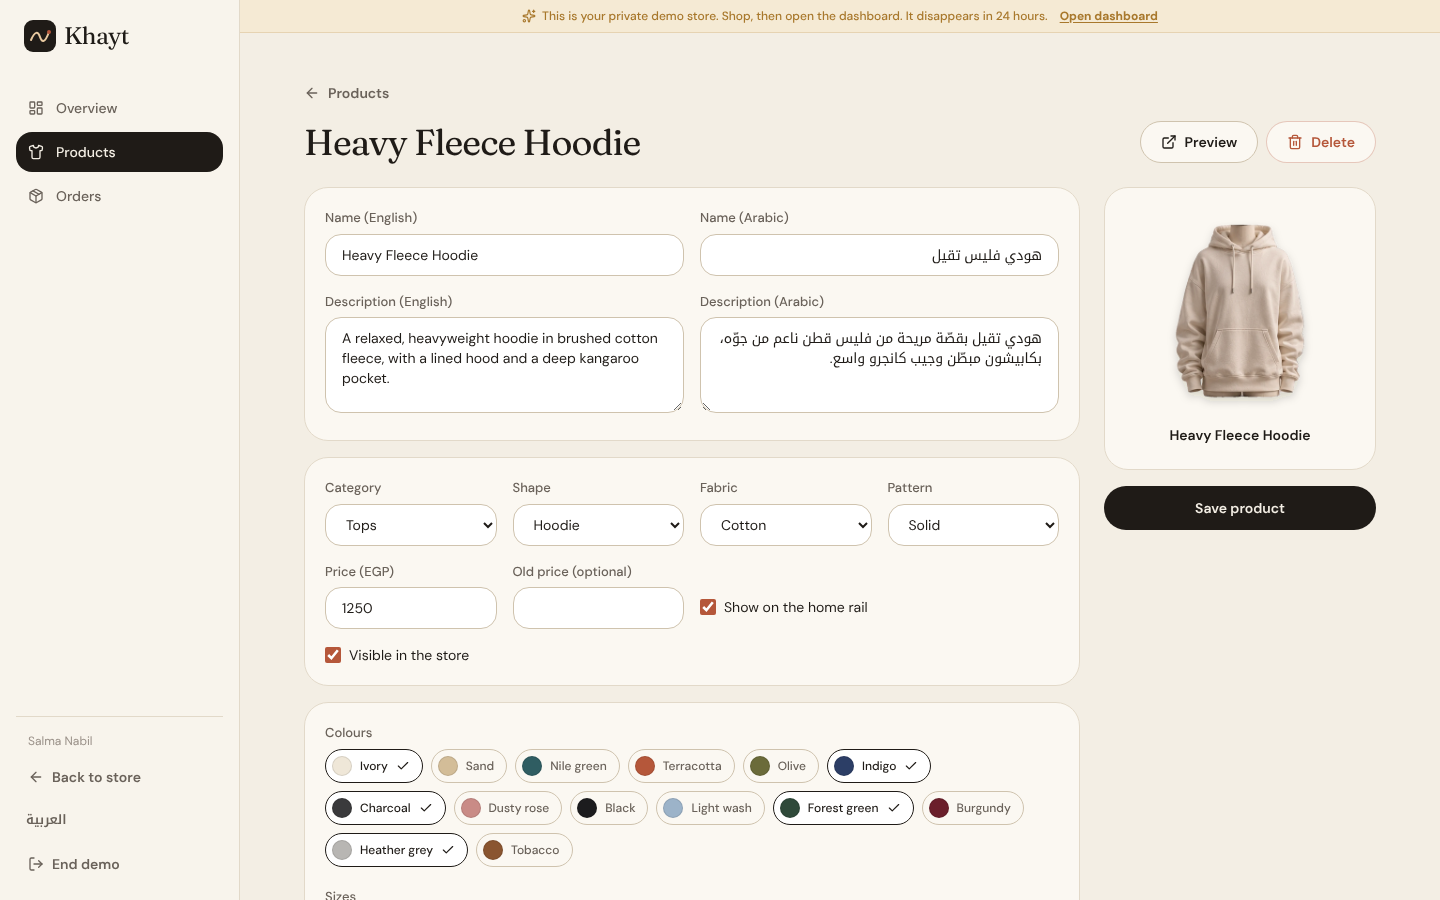 Khayt
This is your private demo store. Shop, then open the dashboard. It disappears in 24 hours. Open dashboard
Overview
Products
Orders
Products
Heavy Fleece Hoodie
Preview
Delete
Name (English)
Name (Arabic)
Heavy Fleece Hoodie
هودي فليس تقيل
Description (English)
Description (Arabic)
A relaxed, heavyweight hoodie in brushed cotton
fleece, with a lined hood and a deep kangaroo
pocket.
هودي تقيل بقصّة مريحة من فليس قطن ناعم من جوّه،
بكابيشون مبطّن وجيب كانجرو واسع.
Heavy Fleece Hoodie
Save product
Category
Shape
Fabric
Pattern
Tops
Hoodie
Cotton
Solid
Price (EGP)
Old price (optional)
1250
Show on the home rail
Visible in the store
Colours
Ivory
Sand
Nile green
Terracotta
Olive
Indigo
Charcoal
Dusty rose
Black
Light wash
Forest green
Burgundy
Heather grey
Tobacco
Sizes
Salma Nabil
Back to store
العربية
End demo